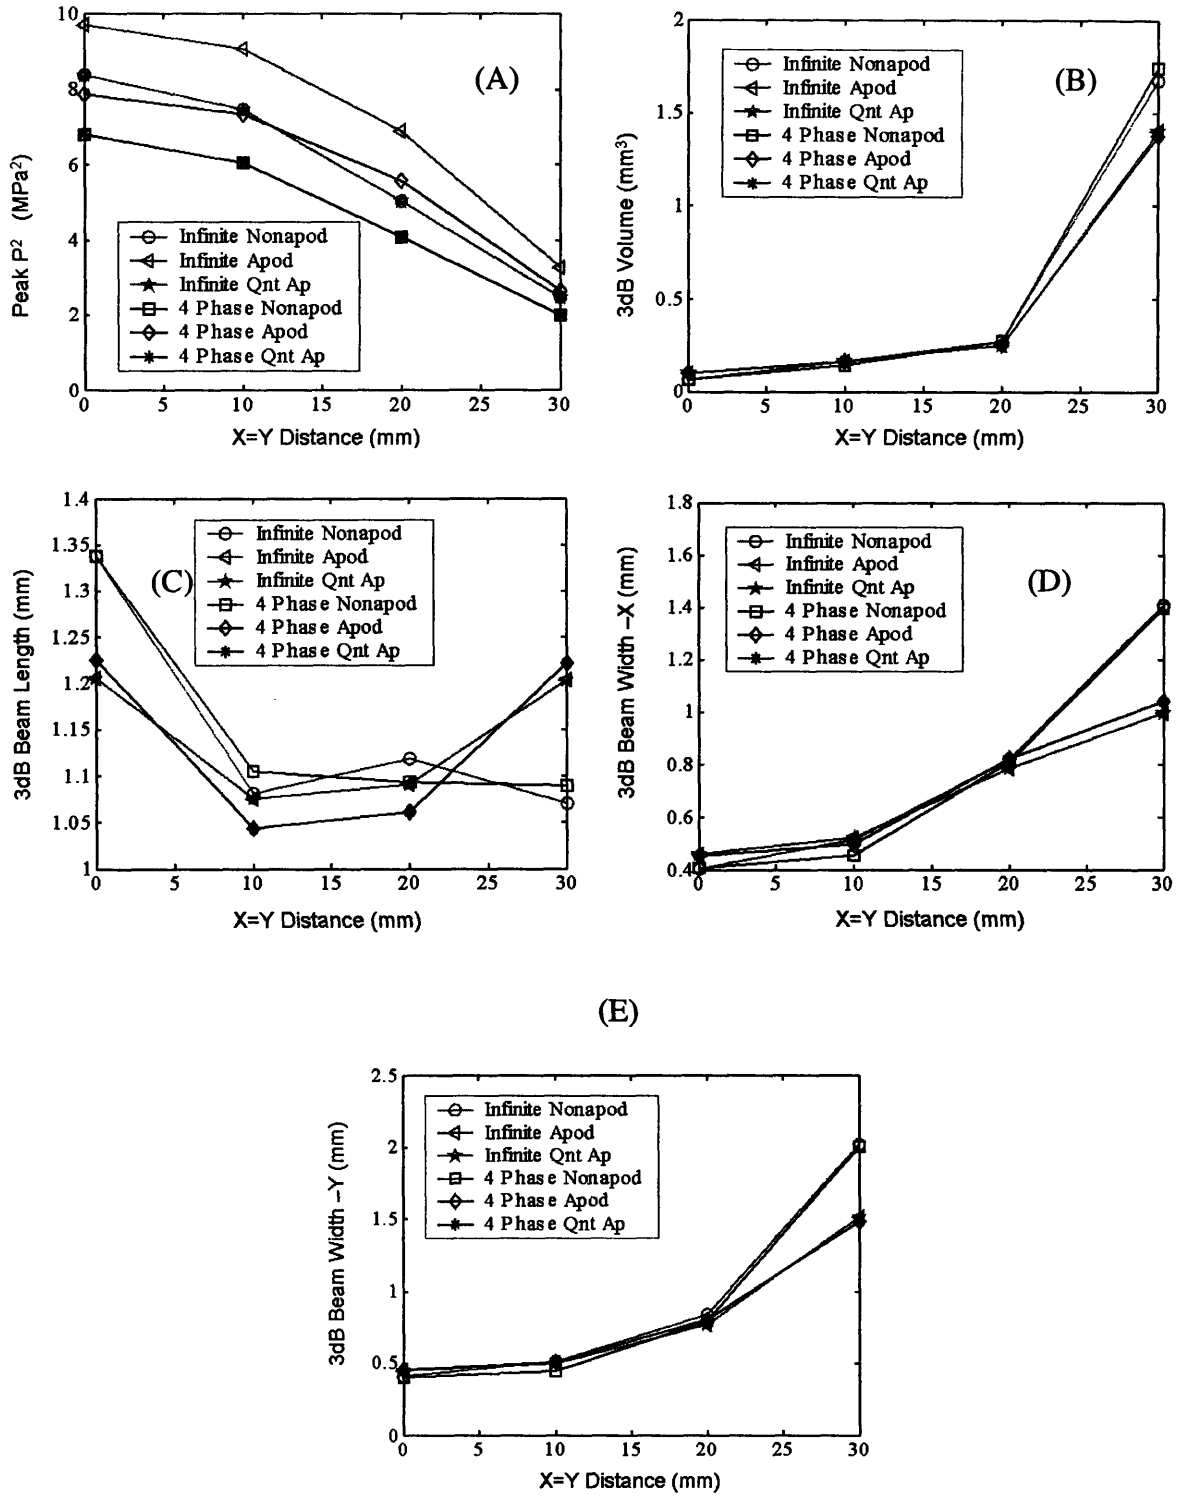 (A)
10
8
6
4
2
0
Peak P² (MPa²)
Infinite Nonapod
Infinite Apod
Infinite Qnt Ap
4 Phase Nonapod
4 Phase Apod
4 Phase Qnt Ap
0 5 10 15 20 25 30
X=Y Distance (mm)
(B)
2
1.5
1
0.5
0
3dB Volume (mm³)
Infinite Nonapod
Infinite Apod
Infinite Qnt Ap
4 Phase Nonapod
4 Phase Apod
4 Phase Qnt Ap
0 5 10 15 20 25 30
X=Y Distance (mm)
(C)
1.4
1.35
1.3
1.25
1.2
1.15
1.1
1.05
1
3dB Beam Length (mm)
Infinite Nonapod
Infinite Apod
Infinite Qnt Ap
4 Phase Nonapod
4 Phase Apod
4 Phase Qnt Ap
0 5 10 15 20 25 30
X=Y Distance (mm)
(D)
1.8
1.6
1.4
1.2
1
0.8
0.6
0.4
3dB Beam Width –X (mm)
Infinite Nonapod
Infinite Apod
Infinite Qnt Ap
4 Phase Nonapod
4 Phase Apod
4 Phase Qnt Ap
0 5 10 15 20 25 30
X=Y Distance (mm)
(E)
2.5
2
1.5
1
0.5
0
3dB Beam Width –Y (mm)
Infinite Nonapod
Infinite Apod
Infinite Qnt Ap
4 Phase Nonapod
4 Phase Apod
4 Phase Qnt Ap
0 5 10 15 20 25 30
X=Y Distance (mm)